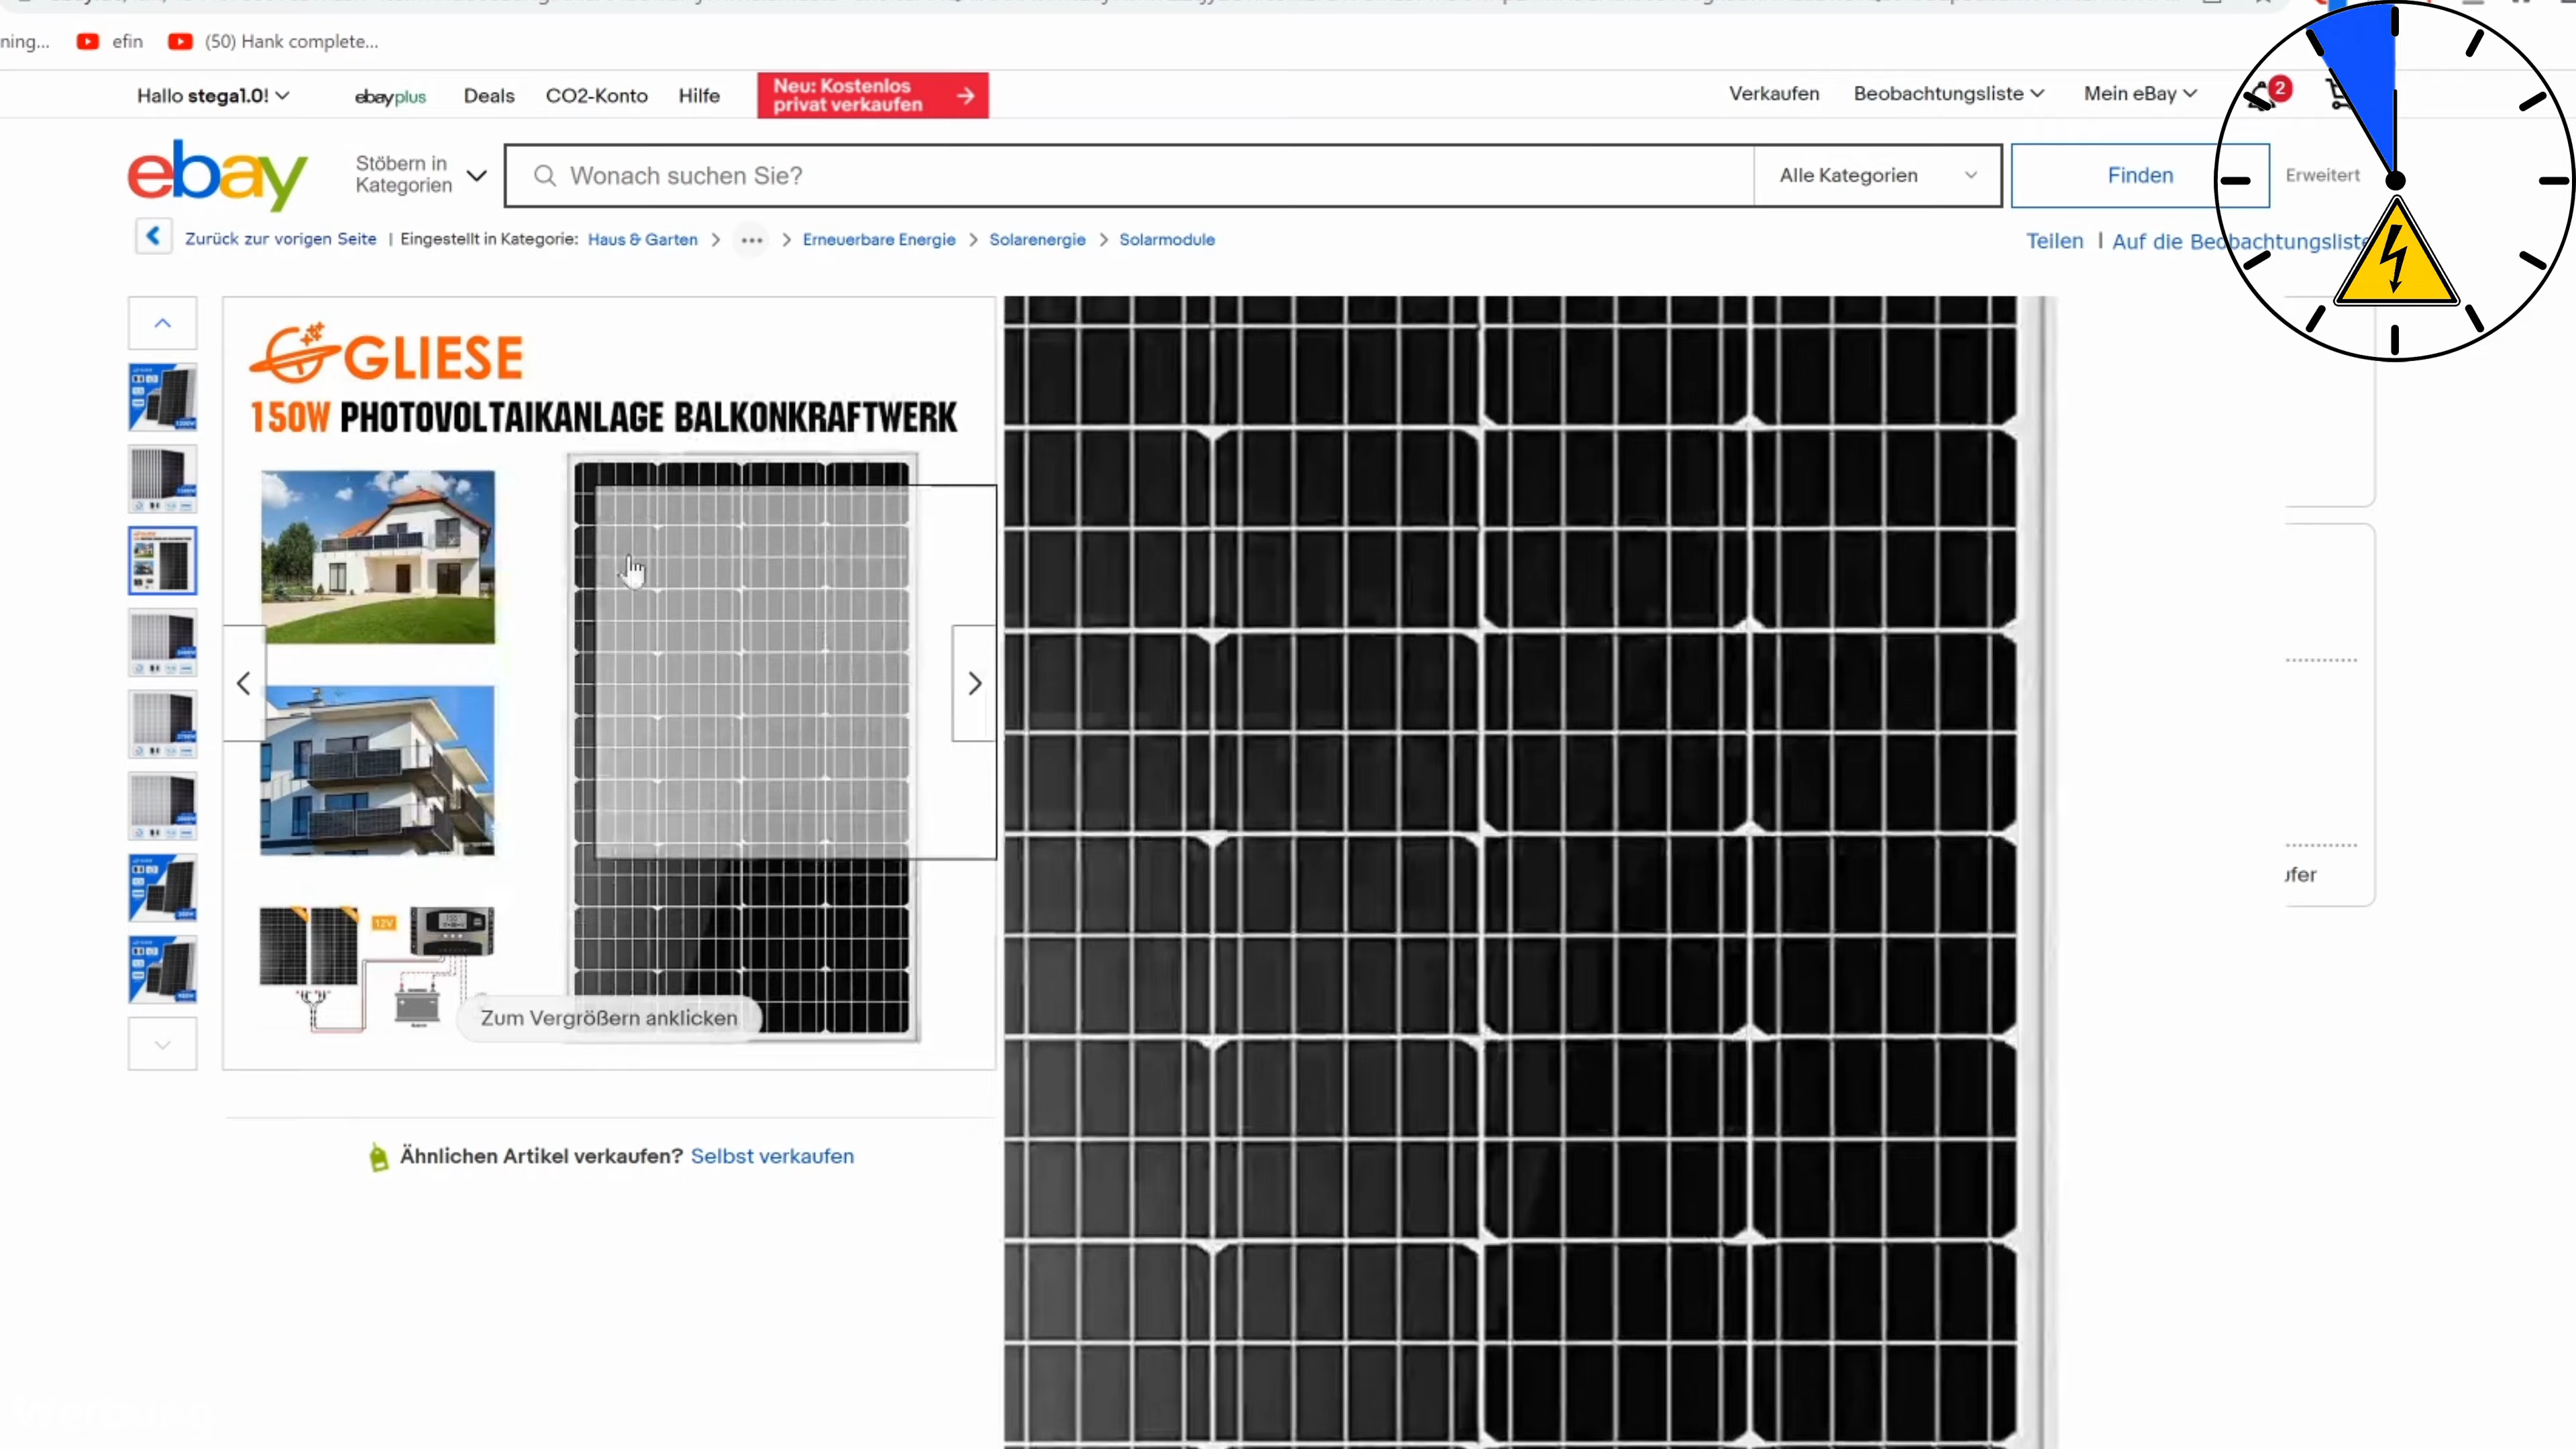 ning...
efin
(50) Hank complete...
Hallo stega1.0!
ebayplus
Deals
CO2-Konto
Hilfe
Neu: Kostenlos
privat verkaufen
Verkaufen
Beobachtungsliste
Mein eBay
2
ebay
Stöbern in
Kategorien
Wonach suchen Sie?
Alle Kategorien
Finden
Erweitert
Zurück zur vorigen Seite | Eingestellt in Kategorie: Haus & Garten > ... > Erneuerbare Energie > Solarenergie > Solarmodule
Teilen | Auf die Beobachtungsliste
GLIESE
150W PHOTOVOLTAIKANLAGE BALKONKRAFTWERK
12V
Zum Vergrößern anklicken
ufer
Ähnlichen Artikel verkaufen? Selbst verkaufen